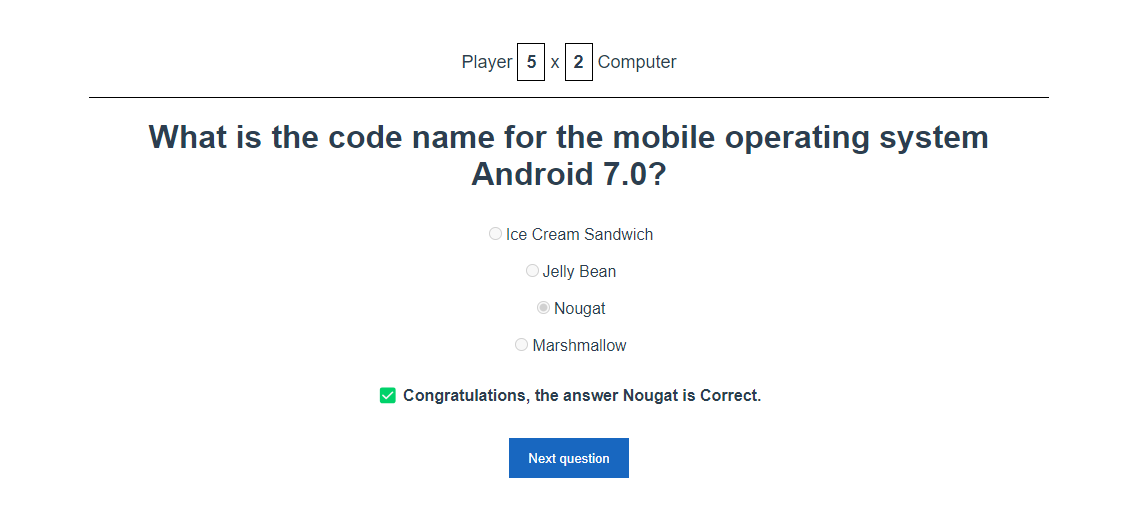 Player 5 x 2 Computer
What is the code name for the mobile operating system
Android 7.0?
Ice Cream Sandwich
Jelly Bean
Nougat
Marshmallow
Congratulations, the answer Nougat is Correct.
Next question